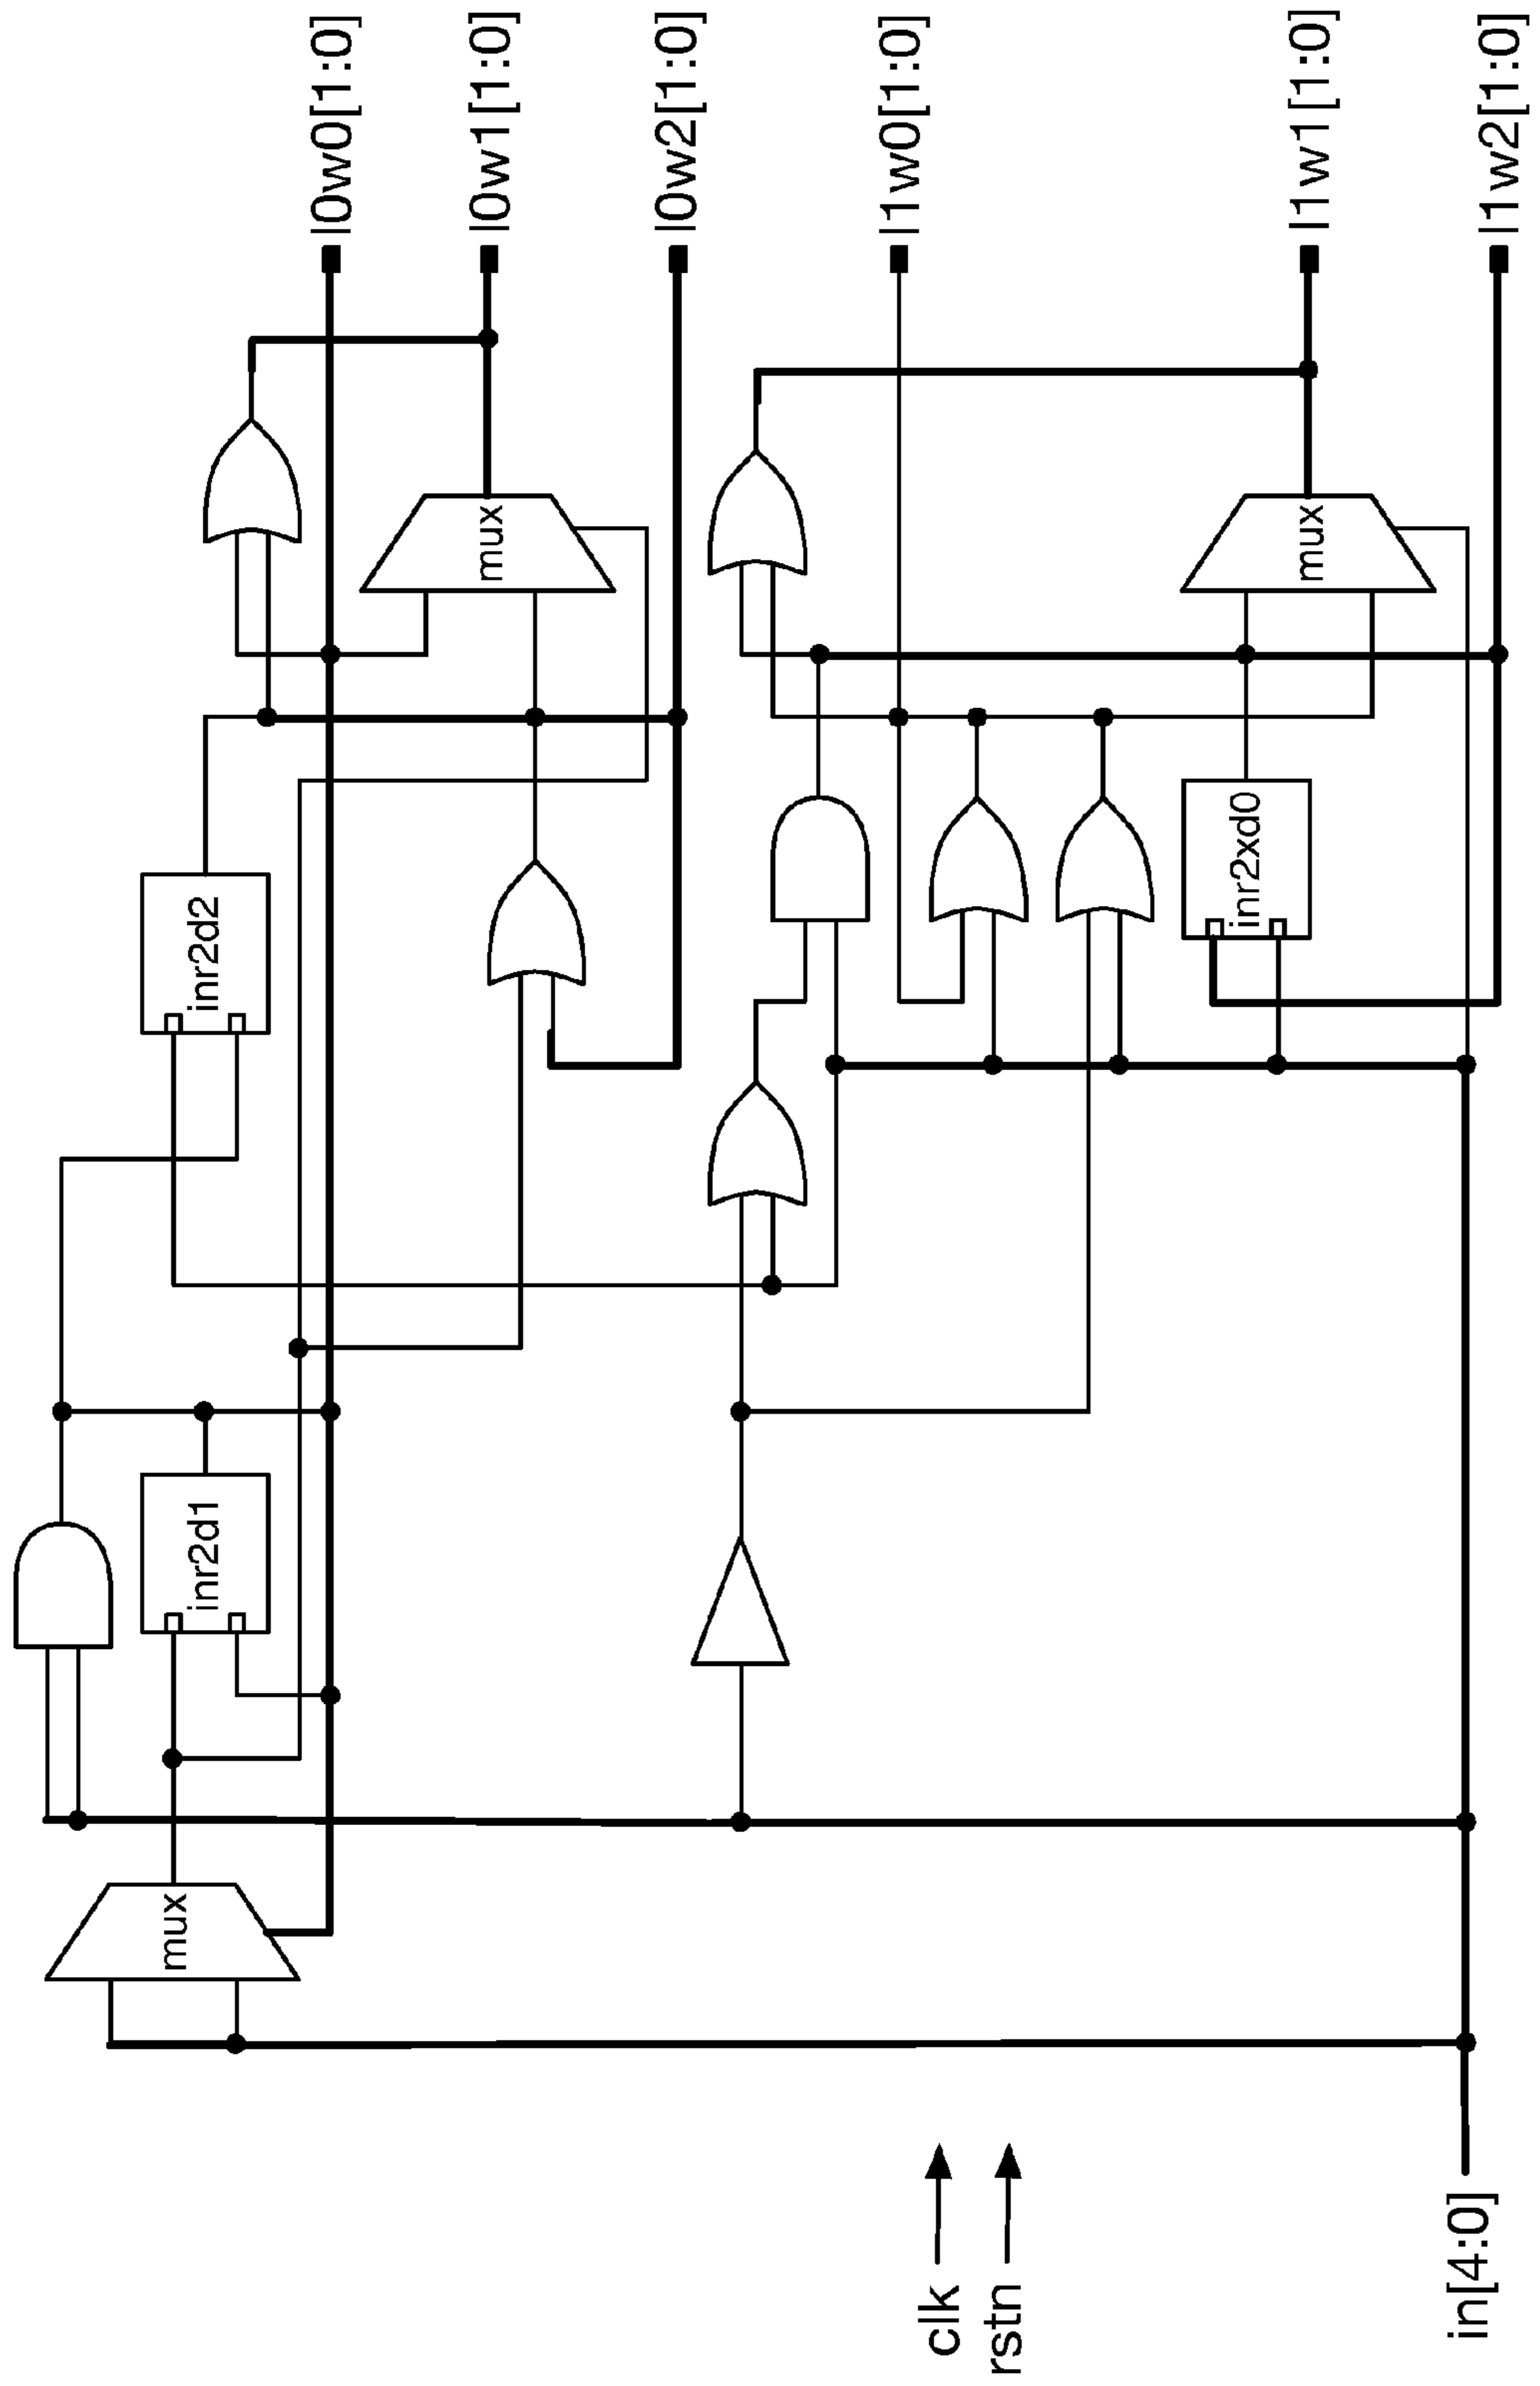 mux
inr2d1
inr2d2
l0w0[1:0]
mux
l0w1[1:0]
l0w2[1:0]
l1w0[1:0]
clk
rstn
inr2xd0
mux
l1w1[1:0]
in[4:0]
l1w2[1:0]